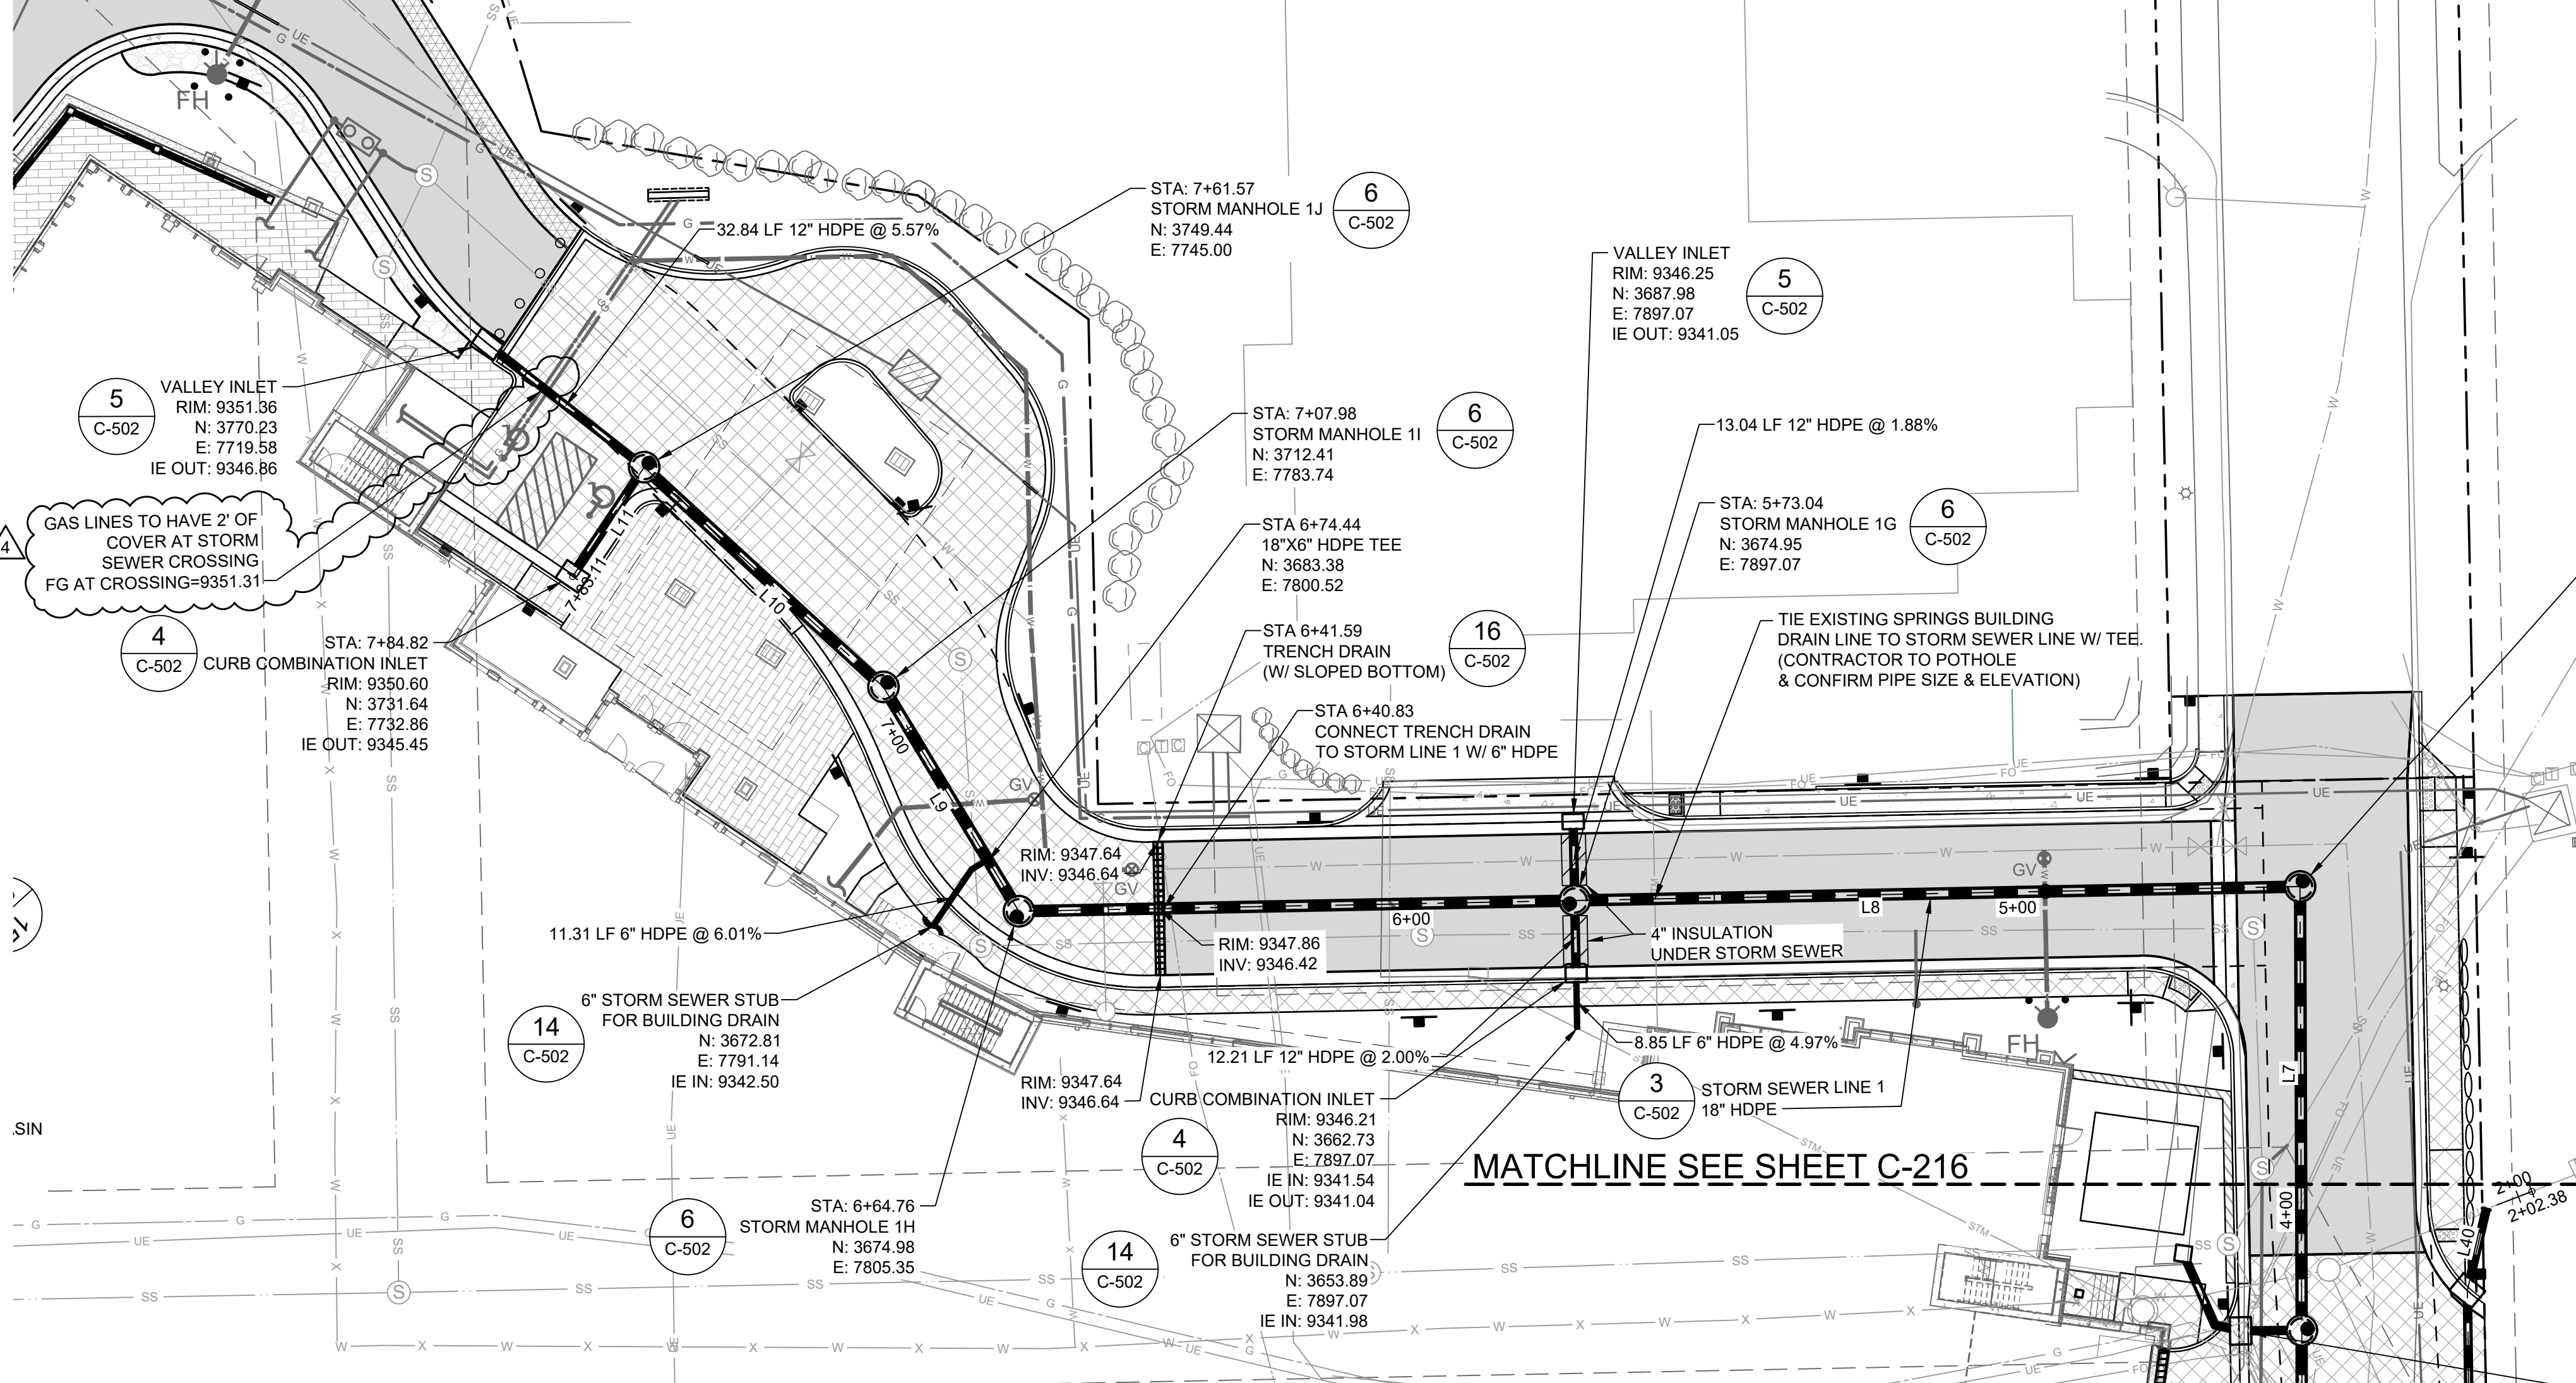 FH
32.84 LF 12" HDPE @ 5.57%
STA: 7+61.57
STORM MANHOLE 1J
N: 3749.44
E: 7745.00
6
C-502
VALLEY INLET
RIM: 9346.25
N: 3687.98
E: 7897.07
IE OUT: 9341.05
5
C-502
5
C-502
VALLEY INLET
RIM: 9351.36
N: 3770.23
E: 7719.58
IE OUT: 9346.86
STA: 7+07.98
STORM MANHOLE 1I
N: 3712.41
E: 7783.74
6
C-502
13.04 LF 12" HDPE @ 1.88%
4
GAS LINES TO HAVE 2' OF
COVER AT STORM
SEWER CROSSING
FG AT CROSSING=9351.31
STA 6+74.44
18"X6" HDPE TEE
N: 3683.38
E: 7800.52
STA: 5+73.04
STORM MANHOLE 1G
N: 3674.95
E: 7897.07
6
C-502
4
C-502
STA: 7+84.82
CURB COMBINATION INLET
RIM: 9350.60
N: 3731.64
E: 7732.86
IE OUT: 9345.45
L11
7+83.11
L10
STA 6+41.59
TRENCH DRAIN
(W/ SLOPED BOTTOM)
16
C-502
TIE EXISTING SPRINGS BUILDING
DRAIN LINE TO STORM SEWER LINE W/ TEE.
(CONTRACTOR TO POTHOLE
& CONFIRM PIPE SIZE & ELEVATION)
STA 6+40.83
CONNECT TRENCH DRAIN
TO STORM LINE 1 W/ 6" HDPE
7+00
L9
GV
RIM: 9347.64
INV: 9346.64
GV
GV
6+00
L8
5+00
11.31 LF 6" HDPE @ 6.01%
RIM: 9347.86
INV: 9346.42
4" INSULATION
UNDER STORM SEWER
14
C-502
6" STORM SEWER STUB
FOR BUILDING DRAIN
N: 3672.81
E: 7791.14
IE IN: 9342.50
12.21 LF 12" HDPE @ 2.00%
8.85 LF 6" HDPE @ 4.97%
FH
L7
RIM: 9347.64
INV: 9346.64
3
C-502
STORM SEWER LINE 1
18" HDPE
4
C-502
CURB COMBINATION INLET
RIM: 9346.21
N: 3662.73
E: 7897.07
IE IN: 9341.54
IE OUT: 9341.04
MATCHLINE SEE SHEET C-216
6
C-502
STA: 6+64.76
STORM MANHOLE 1H
N: 3674.98
E: 7805.35
14
C-502
6" STORM SEWER STUB
FOR BUILDING DRAIN
N: 3653.89
E: 7897.07
IE IN: 9341.98
4+00
L40
2+00
2+02.38